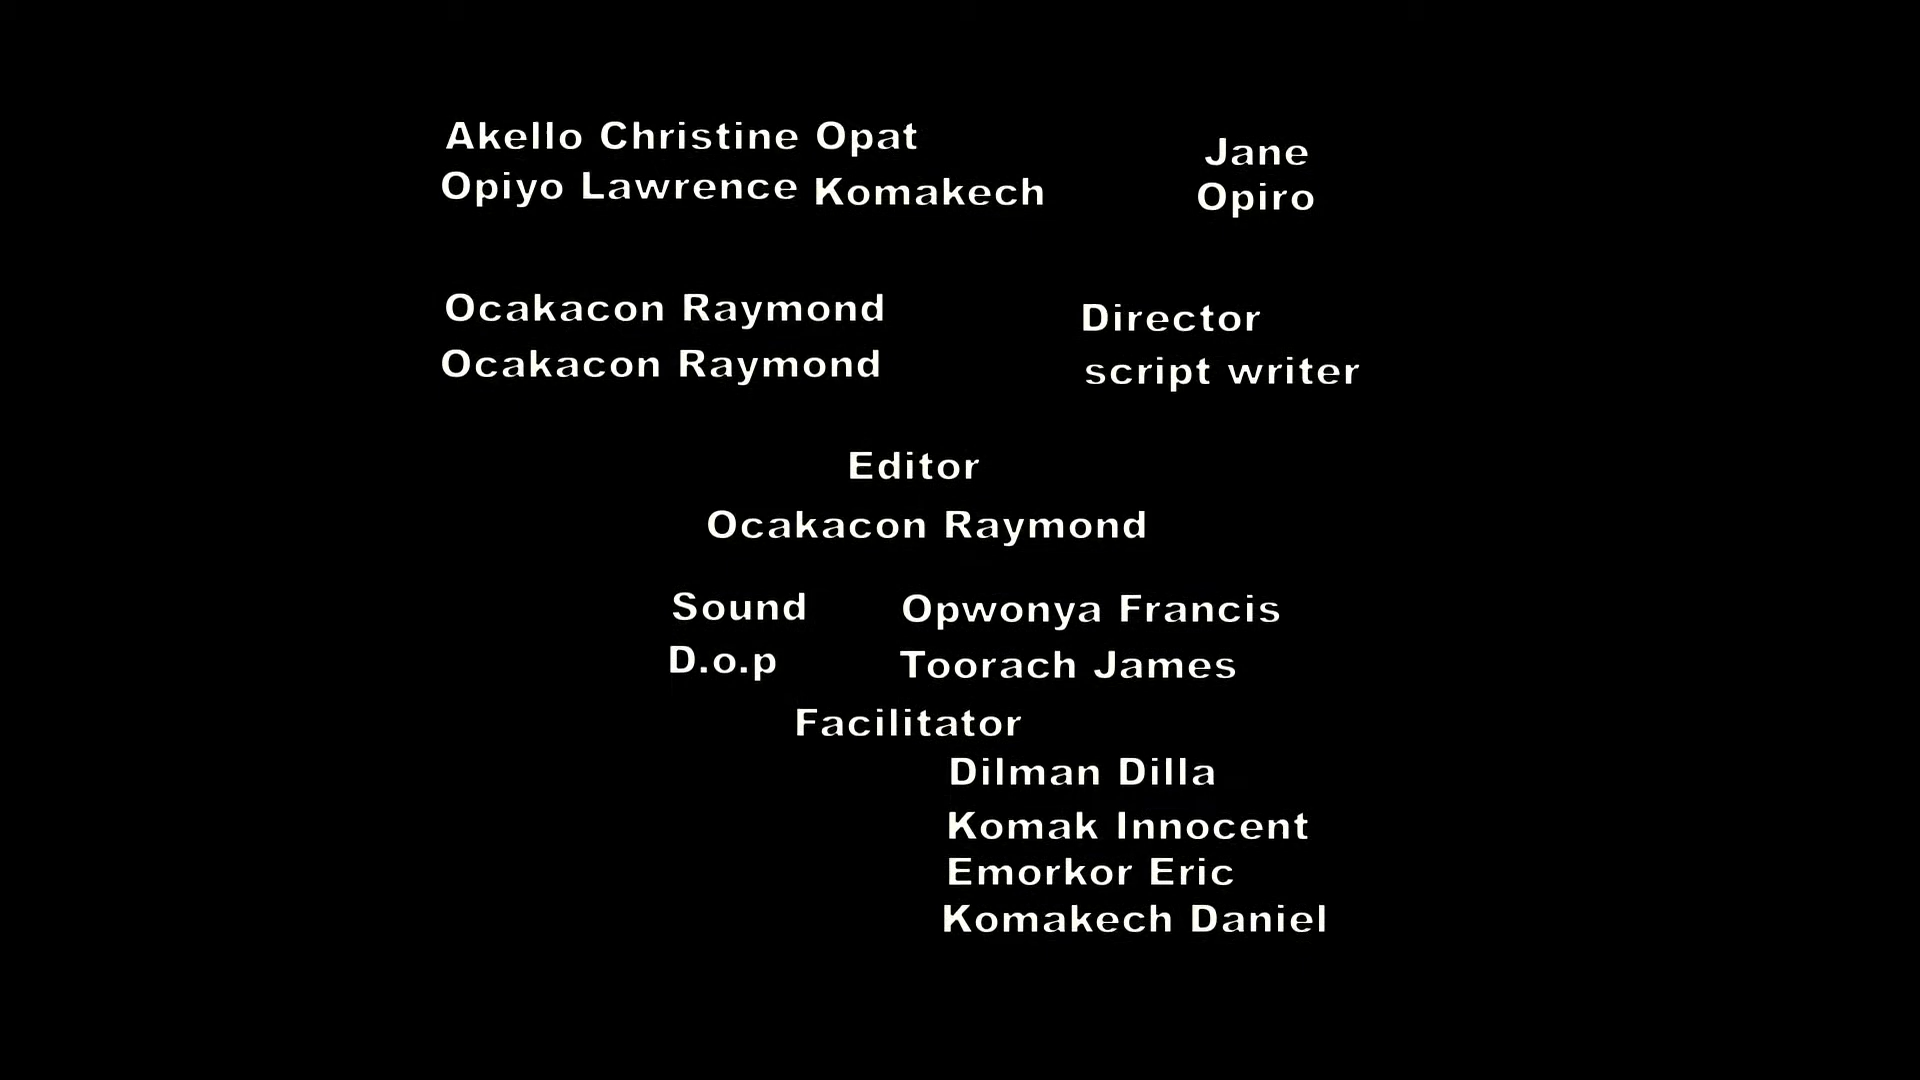 Akello Christine Opat Jane
Opiyo Lawrence Komakech Opiro
Ocakacon Raymond Director
Ocakacon Raymond script writer
Editor
Ocakacon Raymond
Sound Opwonya Francis
D.o.p Toorach James
Facilitator
Dilman Dilla
Komak Innocent
Emorkor Eric
Komakech Daniel